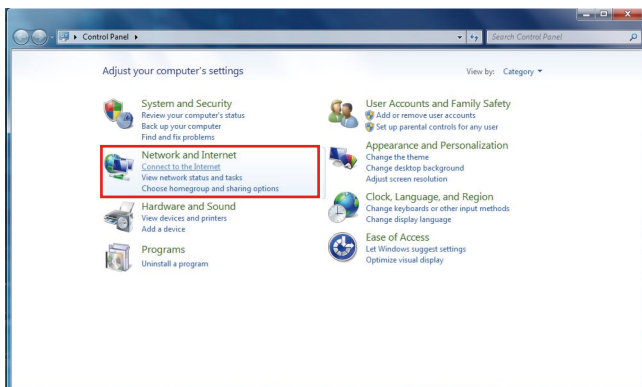 Control Panel
Search Control Panel
Adjust your computer's settings
View by: Category
System and Security
Review your computer's status
Back up your computer
Find and fix problems
Network and Internet
Connect to the Internet
View network status and tasks
Choose homegroup and sharing options
Hardware and Sound
View devices and printers
Add a device
Programs
Uninstall a program
User Accounts and Family Safety
Add or remove user accounts
Set up parental controls for any user
Appearance and Personalization
Change the theme
Change desktop background
Adjust screen resolution
Clock, Language, and Region
Change keyboards or other input methods
Change display language
Ease of Access
Let Windows suggest settings
Optimize visual display